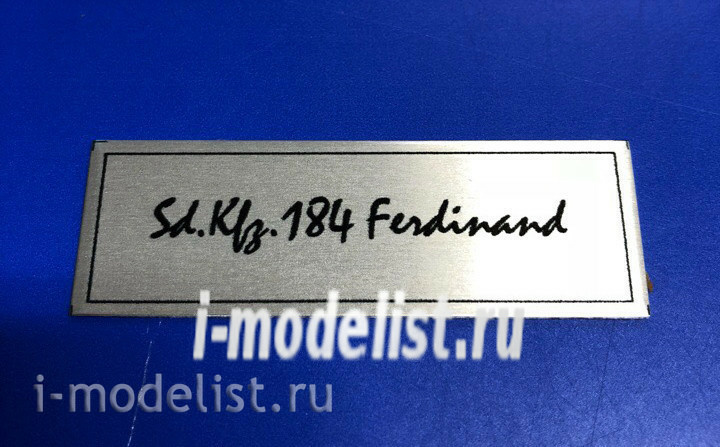 Sd.Kfz.184 Ferdinand
i-modelist.ru
i-modelist.ru